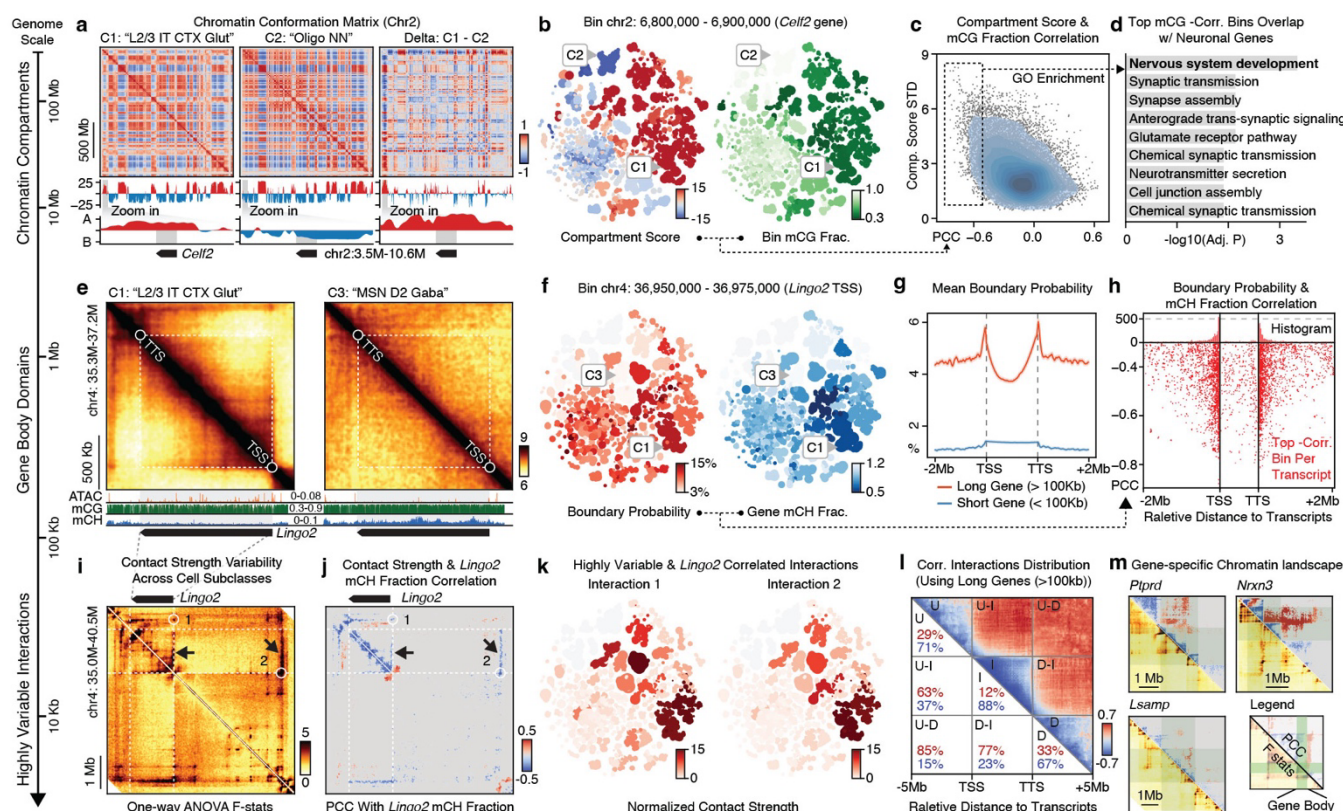 Genome
Scale
Chromatin Compartments
Gene Body Domains
Highly Variable Interactions
100 Mb
10 Mb
1 Mb
100 Kb
10 Kb
a
Chromatin Conformation Matrix (Chr2)
C1: “L2/3 IT CTX Glut”
C2: “Oligo NN”
Delta: C1 - C2
500 Mb
1
-1
25
-25
Zoom in
Zoom in
Zoom in
A
B
Celf2
chr2:3.5M-10.6M
b
Bin chr2: 6,800,000 - 6,900,000 (Celf2 gene)
C2
C1
15
-15
C2
C1
1.0
0.3
Compartment Score
Bin mCG Frac.
c
Compartment Score &
mCG Fraction Correlation
GO Enrichment
Comp. Score STD
9
6
3
0
PCC
−0.6
0.0
0.6
d
Top mCG -Corr. Bins Overlap
w/ Neuronal Genes
Nervous system development
Synaptic transmission
Synapse assembly
Anterograde trans-synaptic signaling
Glutamate receptor pathway
Chemical synaptic transmission
Neurotransmitter secretion
Cell junction assembly
Chemical synaptic transmission
0
-log10(Adj. P)
3
e
C1: “L2/3 IT CTX Glut”
C3: “MSN D2 Gaba”
chr4: 35.3M-37.2M
500 Kb
TTS
TSS
TTS
TSS
9
6
ATAC
0-0.08
mCG
0.3-0.9
mCH
0-0.1
Lingo2
f
Bin chr4: 36,950,000 - 36,975,000 (Lingo2 TSS)
C3
C1
15%
3%
C3
C1
1.2
0.5
Boundary Probability
Gene mCH Frac.
g
Mean Boundary Probability
6
4
%
-2Mb
TSS
TTS
+2Mb
Long Gene (> 100Kb)
Short Gene (< 100Kb)
h
Boundary Probability &
mCH Fraction Correlation
500
0
Histogram
−0.4
−0.6
−0.8
PCC
Top -Corr.
Bin Per
Transcript
-2Mb
TSS
TTS
+2Mb
Raletive Distance to Transcripts
i
Contact Strength Variability
Across Cell Subclasses
Lingo2
chr4: 35.0M-40.5M
1 Mb
1
2
5
0
One-way ANOVA F-stats
j
Contact Strength & Lingo2
mCH Fraction Correlation
Lingo2
1
2
0.5
-0.5
PCC With Lingo2 mCH Fraction
k
Highly Variable & Lingo2 Correlated Interactions
Interaction 1
Interaction 2
15
0
15
0
Normalized Contact Strength
l
Corr. Interactions Distribution
(Using Long Genes (>100kb))
U
U-I
U-D
U
29%
71%
I
D-I
U-I
63%
37%
I
12%
88%
D
U-D
85%
15%
D-I
77%
23%
D
33%
67%
0.7
-0.7
-5Mb
TSS
TTS
+5Mb
Raletive Distance to Transcripts
m
Gene-specific Chromatin landscape
Ptprd
Nrxn3
1 Mb
1Mb
Lsamp
Legend
1Mb
PCC
F stats
Gene Body